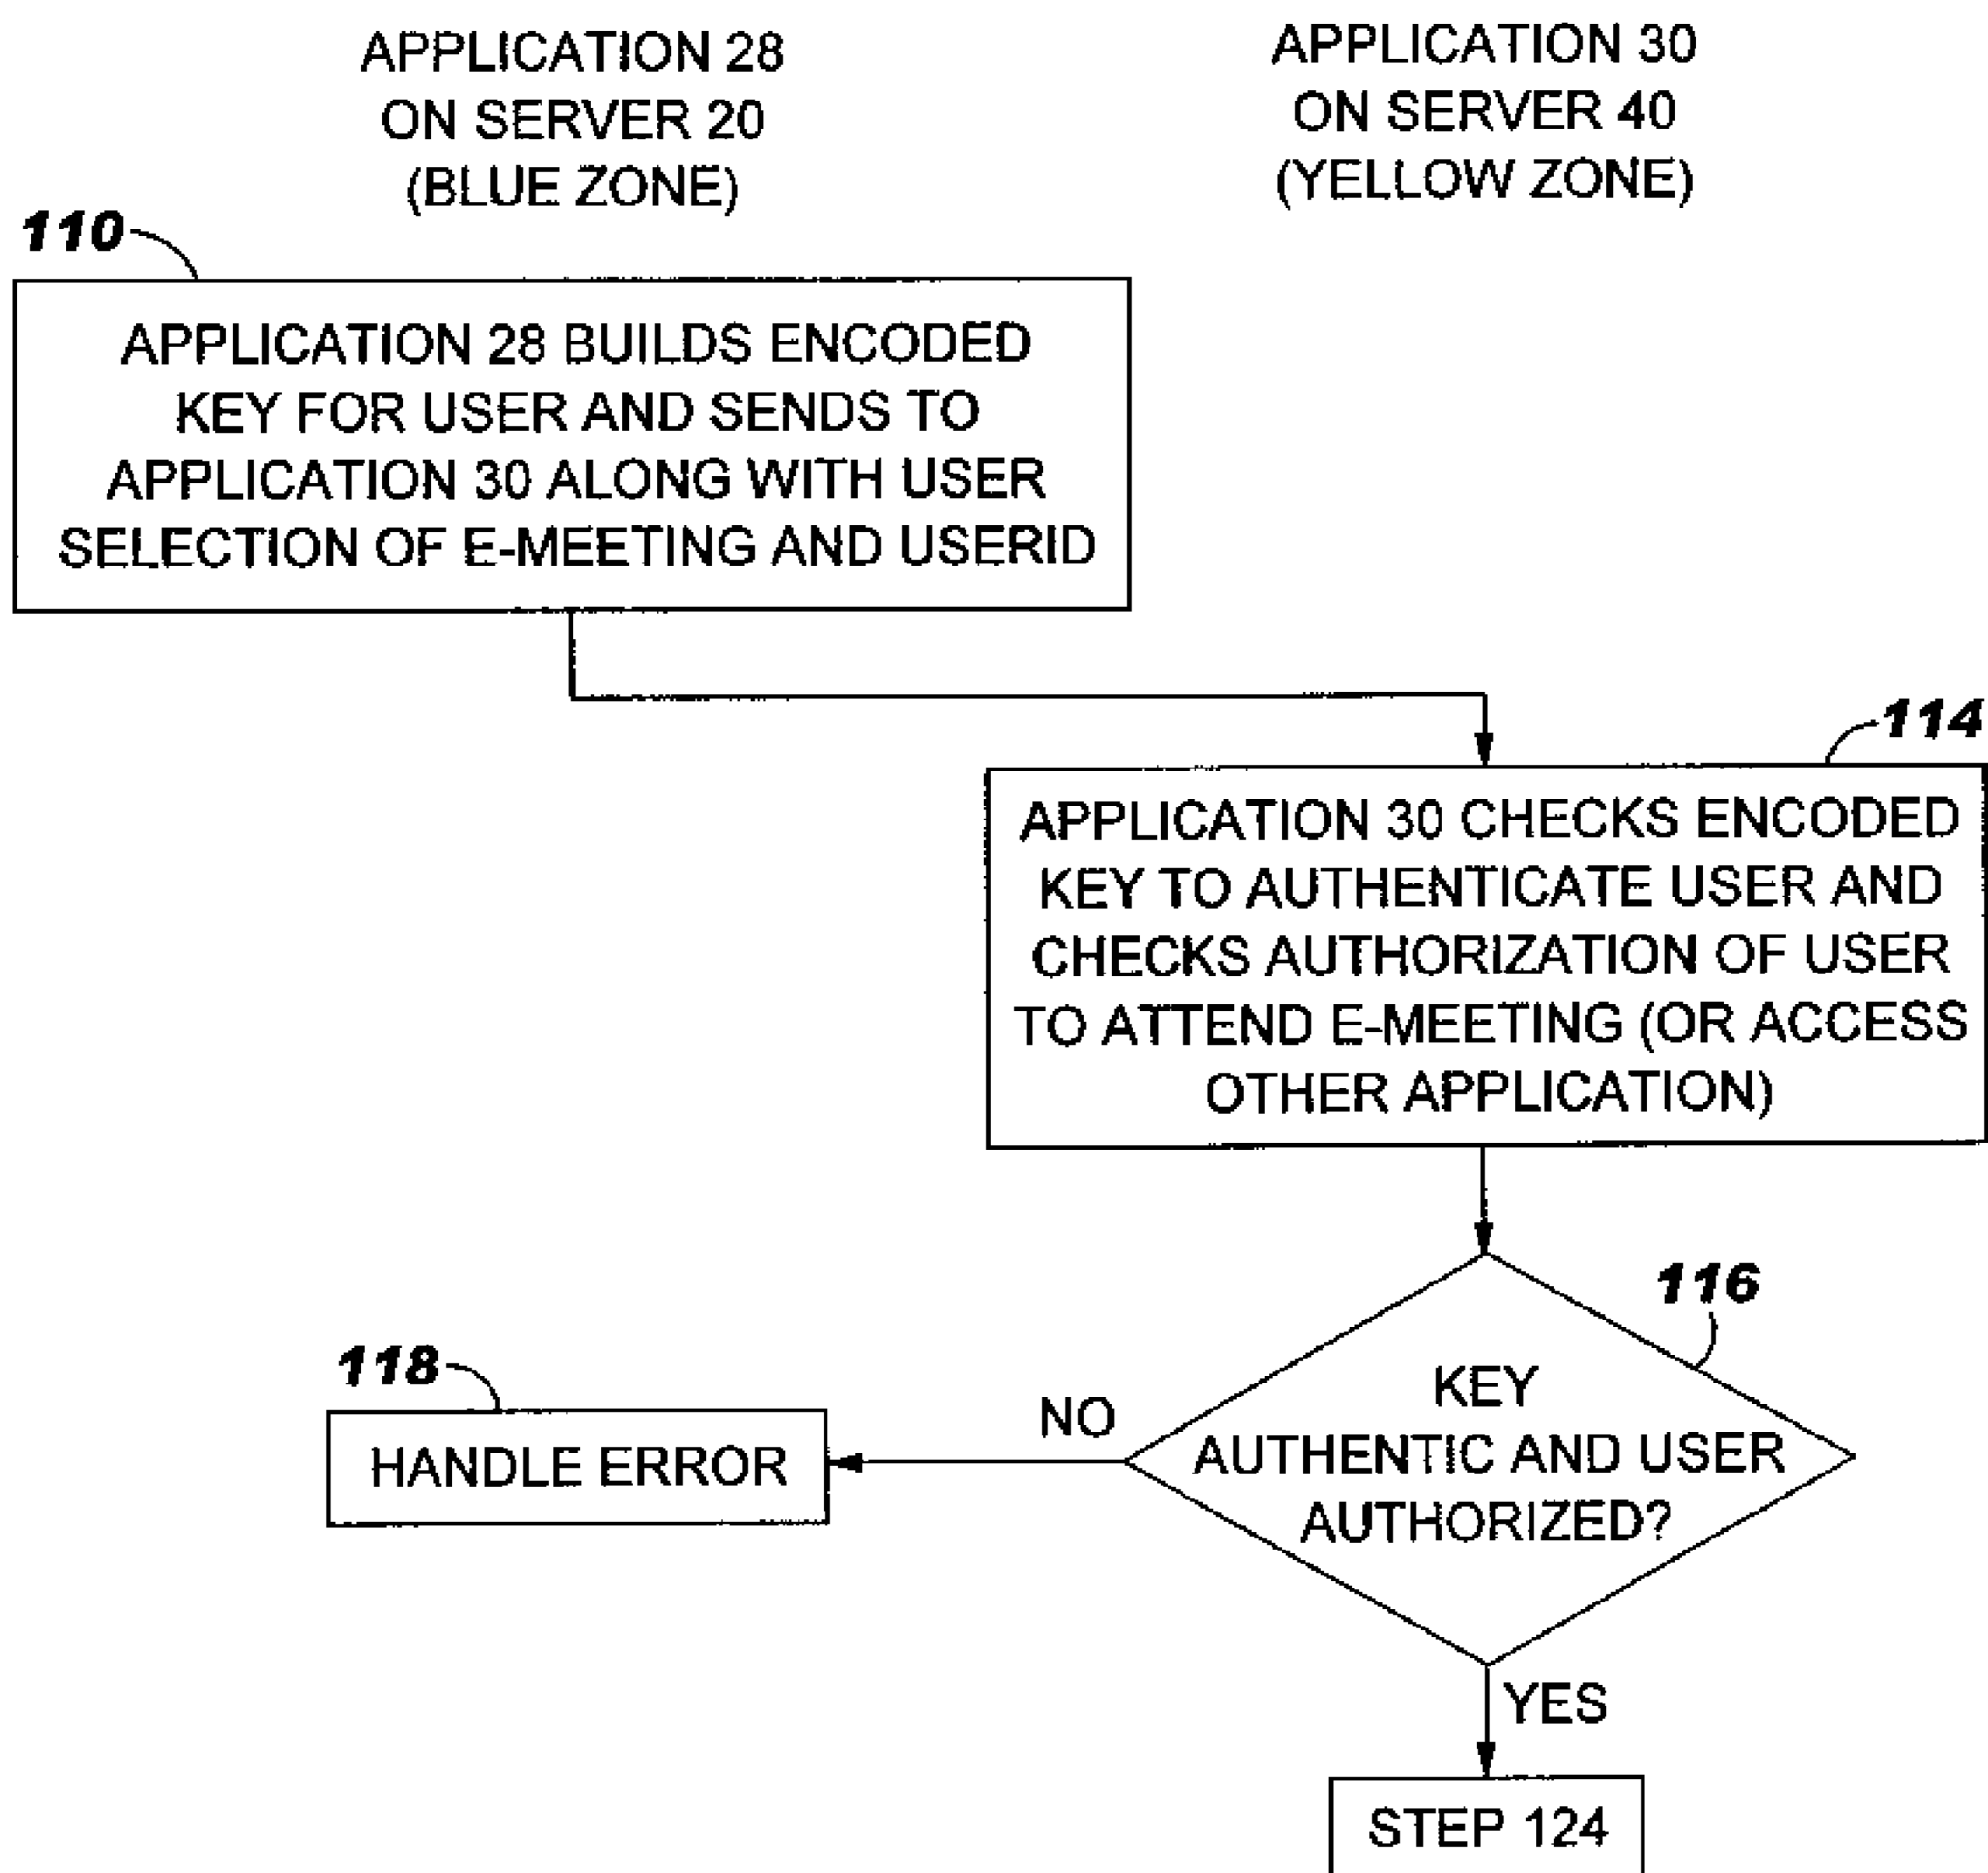 APPLICATION 28
ON SERVER 20
(BLUE ZONE)
APPLICATION 30
ON SERVER 40
(YELLOW ZONE)
110
APPLICATION 28 BUILDS ENCODED
KEY FOR USER AND SENDS TO
APPLICATION 30 ALONG WITH USER
SELECTION OF E-MEETING AND USERID
114
APPLICATION 30 CHECKS ENCODED
KEY TO AUTHENTICATE USER AND
CHECKS AUTHORIZATION OF USER
TO ATTEND E-MEETING (OR ACCESS
OTHER APPLICATION)
116
KEY
AUTHENTIC AND USER
AUTHORIZED?
NO
118
HANDLE ERROR
YES
STEP 124